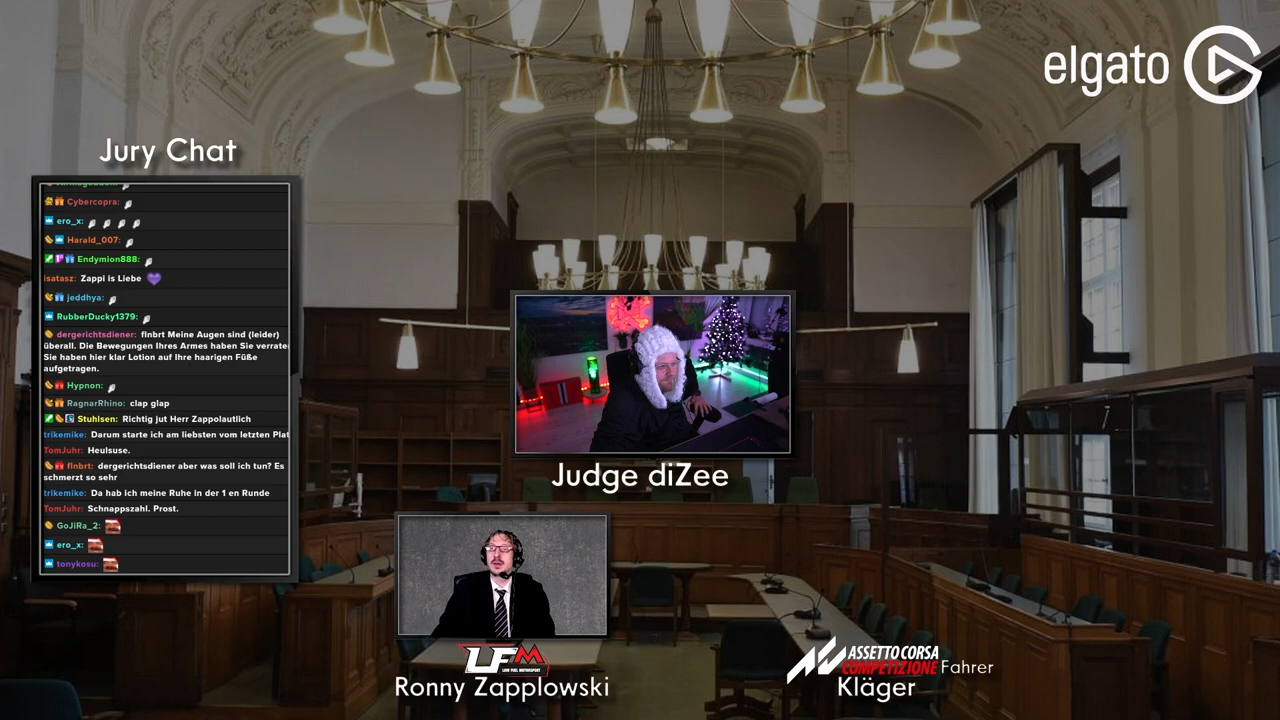 elgato
Jury Chat
Cybercopra:
ero_x:
Harald_007:
Endymion888:
isatasz: Zappi is Liebe
jeddhya:
RubberDucky1379:
dergerichtsdiener: flnbrt Meine Augen sind (leider)
überall. Die Bewegungen Ihres Armes haben Sie verrate
Sie haben hier klar Lotion auf Ihre haarigen Füße
aufgetragen.
Hypnon:
RagnarRhino: clap glap
Stuhlsen: Richtig jut Herr Zappolautlich
trikemike: Darum starte ich am liebsten vom letzten Plat
TomJuhr: Heulsuse.
flnbrt: dergerichtsdiener aber was soll ich tun? Es
schmerzt so sehr
trikemike: Da hab ich meine Ruhe in der 1 en Runde
TomJuhr: Schnappszahl. Prost.
GoJiRa_2:
ero_x:
tonykosu:
Judge diZee
LFM
LOW FUEL MOTORSPORT
Ronny Zapplowski
ASSETTO CORSA
COMPETIZIONE Fahrer
Kläger